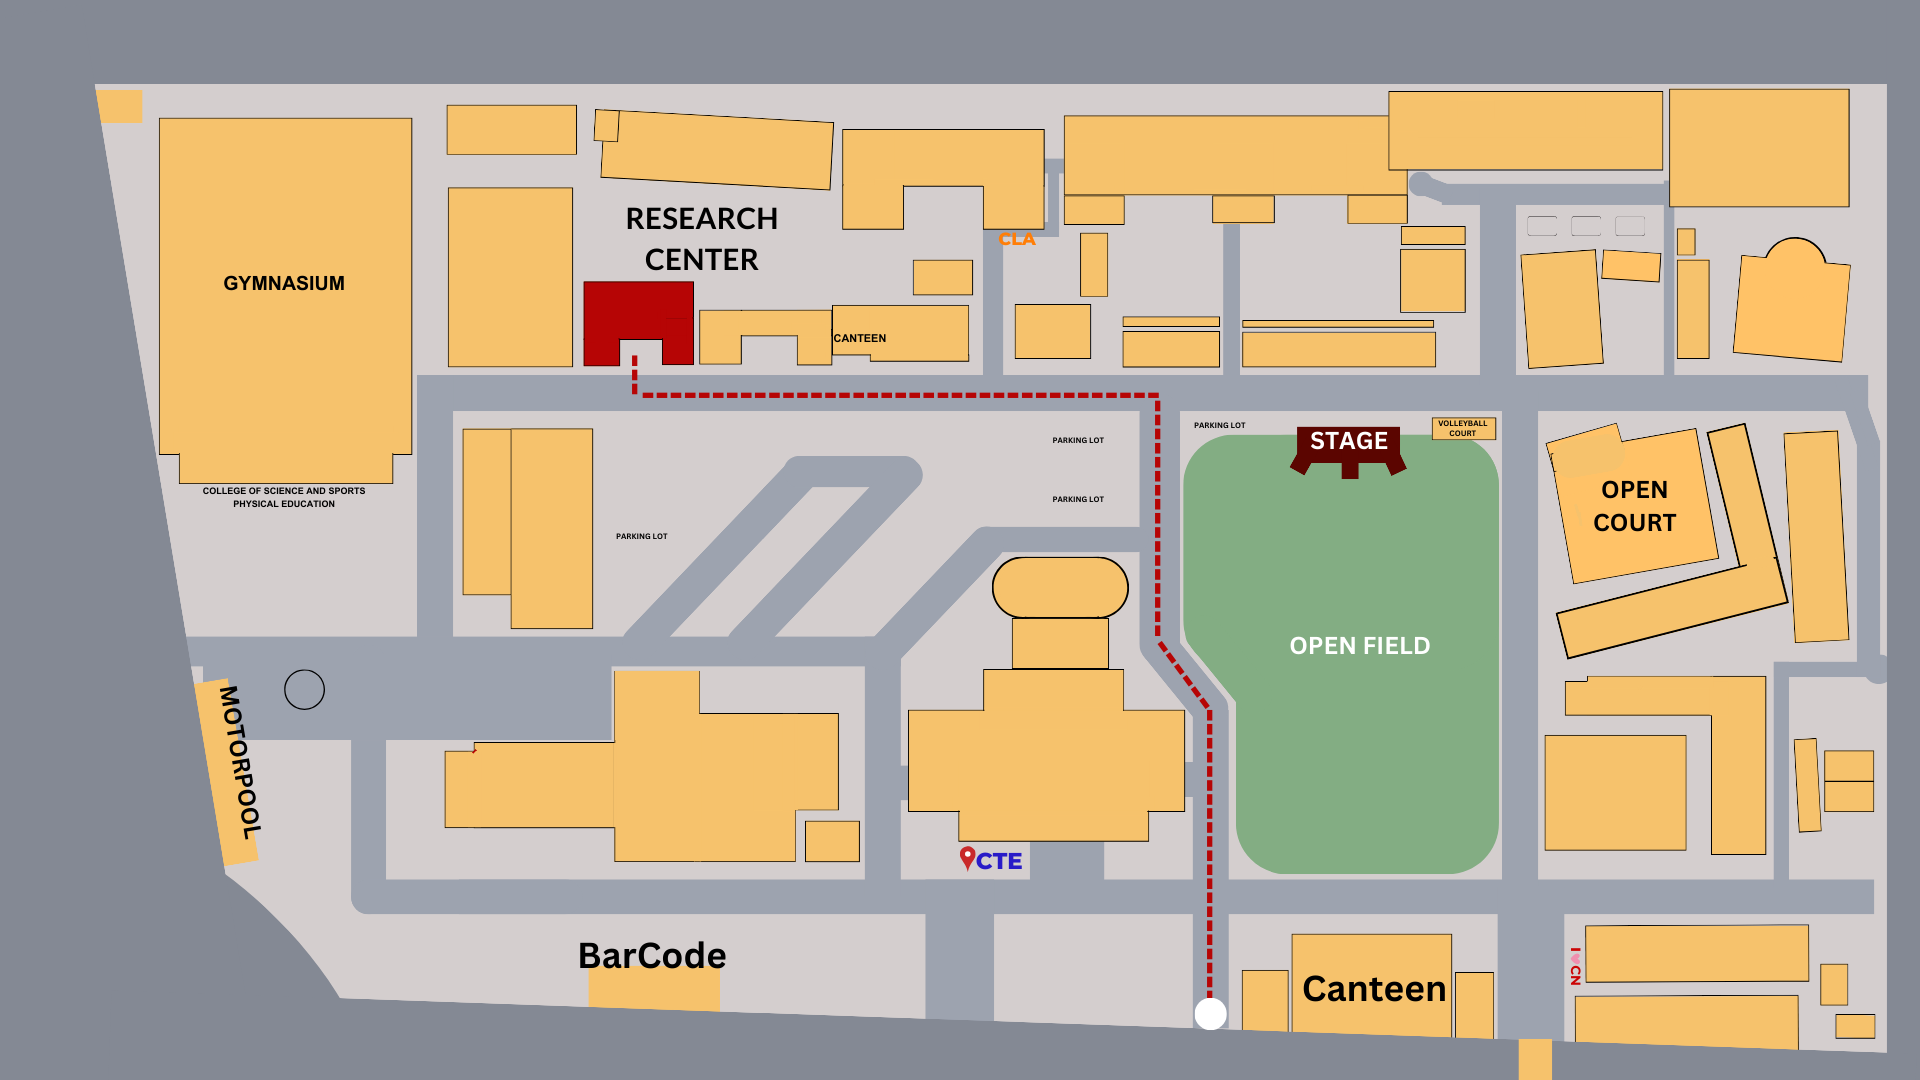 RESEARCH
CENTER
CLA
GYMNASIUM
CANTEEN
COLLEGE OF SCIENCE AND SPORTS
PHYSICAL EDUCATION
PARKING LOT
PARKING LOT
PARKING LOT
PARKING LOT
STAGE
VOLLEYBALL
COURT
OPEN
COURT
OPEN FIELD
MOTORPOOL
CTE
BarCode
Canteen
I CN